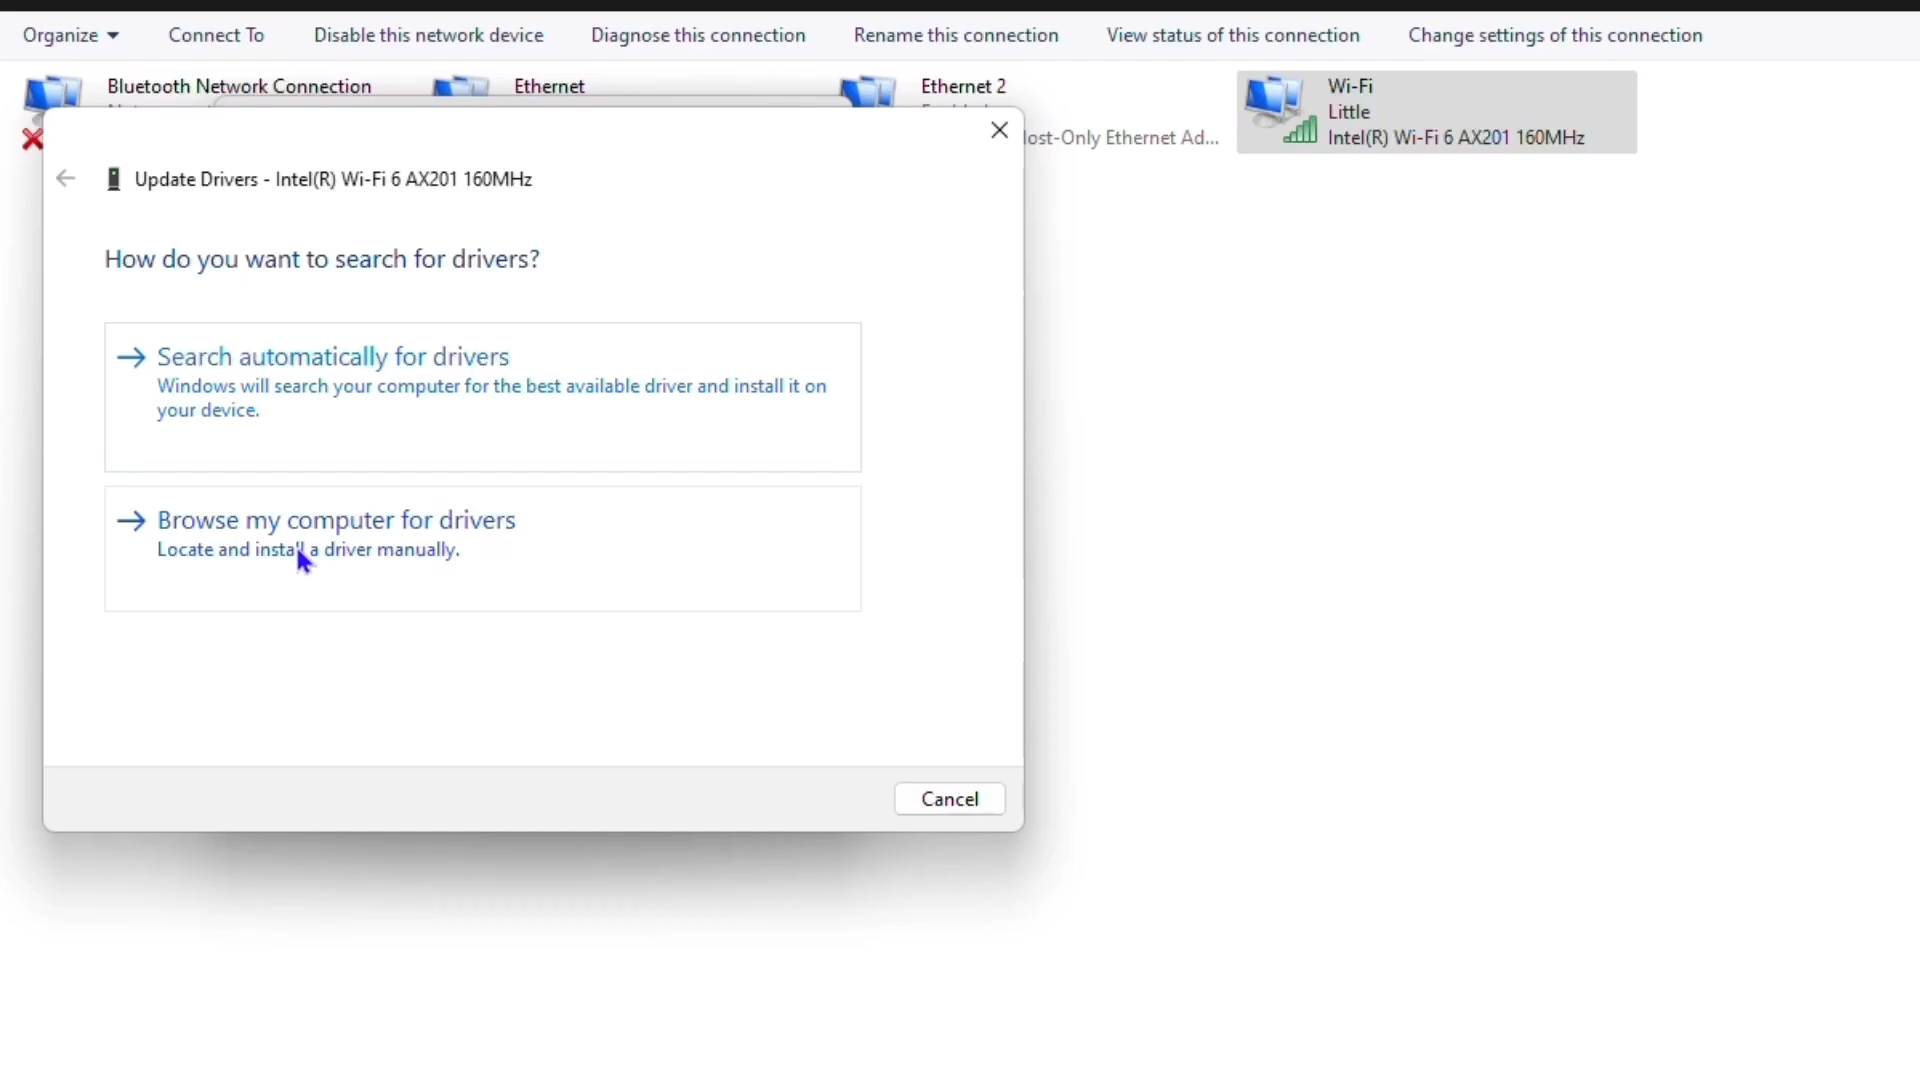 Organize
Connect To
Disable this network device
Diagnose this connection
Rename this connection
View status of this connection
Change settings of this connection
Bluetooth Network Connection
Ethernet
Ethernet 2
Wi-Fi
Little
ost-Only Ethernet Ad...
Intel(R) Wi-Fi 6 AX201 160MHz
Update Drivers - Intel(R) Wi-Fi 6 AX201 160MHz
How do you want to search for drivers?
Search automatically for drivers
Windows will search your computer for the best available driver and install it on
your device.
Browse my computer for drivers
Locate and install a driver manually.
Cancel